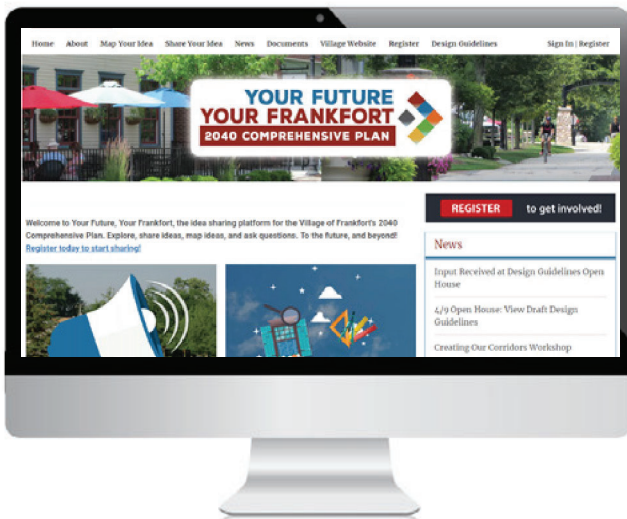 Home About Map Your Idea Share Your Idea News Documents Village Website Register Design Guidelines Sign In | Register
YOUR FUTURE
YOUR FRANKFORT
2040 COMPREHENSIVE PLAN
REGISTER to get involved!
Welcome to Your Future, Your Frankfort, the idea sharing platform for the Village of Frankfort's 2040
Comprehensive Plan. Explore, share ideas, map ideas, and ask questions. To the future, and beyond!
Register today to start sharing!
News
Input Received at Design Guidelines Open
House
4/9 Open House: View Draft Design
Guidelines
Creating Our Corridors Workshop